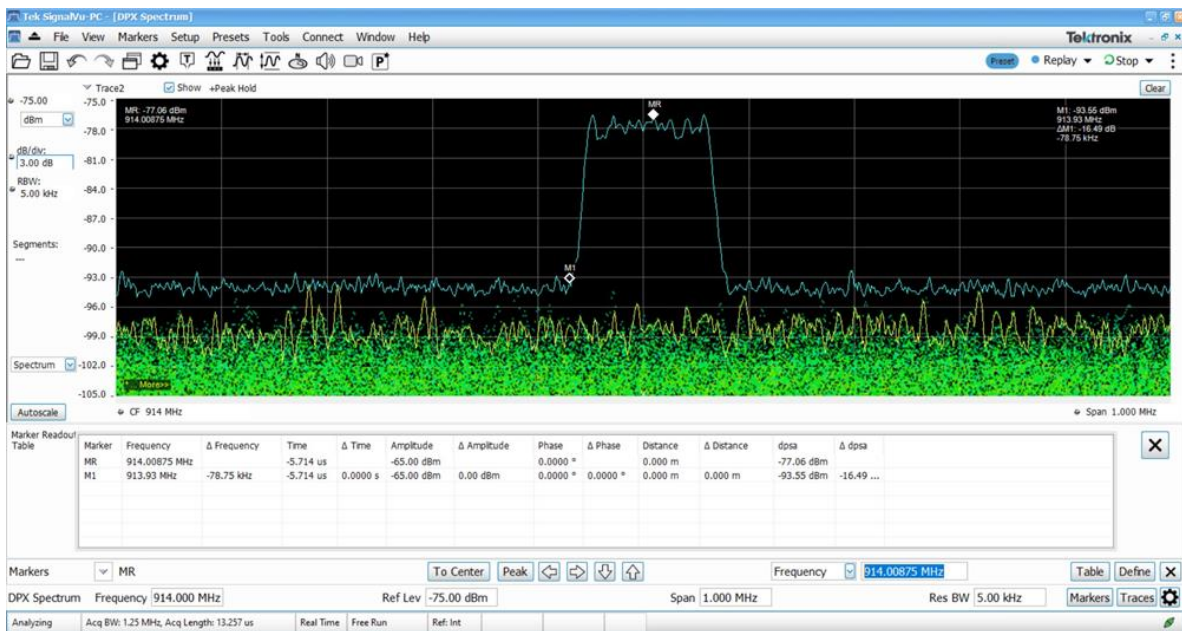 Tek SignalVu-PC - [DPX Spectrum]
File View Markers Setup Presets Tools Connect Window Help
Tektronix
Preset Replay Stop
Trace2 Show +Peak Hold Clear
-75.00
dBm
dB/div:
3.00 dB
RBW:
5.00 kHz
Segments:
---
Spectrum
Autoscale
-75.0
-78.0
-81.0
-84.0
-87.0
-90.0
-93.0
-96.0
-99.0
-102.0
-105.0
MR: -77.06 dBm
914.00875 MHz
MR
M1: -93.55 dBm
913.93 MHz
ΔM1: -16.49 dB
-78.75 kHz
M1
More>>
CF 914 MHz
Span 1.000 MHz
Marker Readout
Table
Marker Frequency Δ Frequency Time Δ Time Amplitude Δ Amplitude Phase Δ Phase Distance Δ Distance dpsa Δ dpsa
MR 914.00875 MHz -5.714 us -65.00 dBm 0.0000 ° 0.000 m -77.06 dBm
M1 913.93 MHz -78.75 kHz -5.714 us 0.0000 s -65.00 dBm 0.00 dBm 0.0000 ° 0.0000 ° 0.000 m 0.000 m -93.55 dBm -16.49 ...
Markers MR To Center Peak Frequency 914.00875 MHz Table Define
DPX Spectrum Frequency 914.000 MHz Ref Lev -75.00 dBm Span 1.000 MHz Res BW 5.00 kHz Markers Traces
Analyzing Acq BW: 1.25 MHz, Acq Length: 13.257 us Real Time Free Run Ref: Int